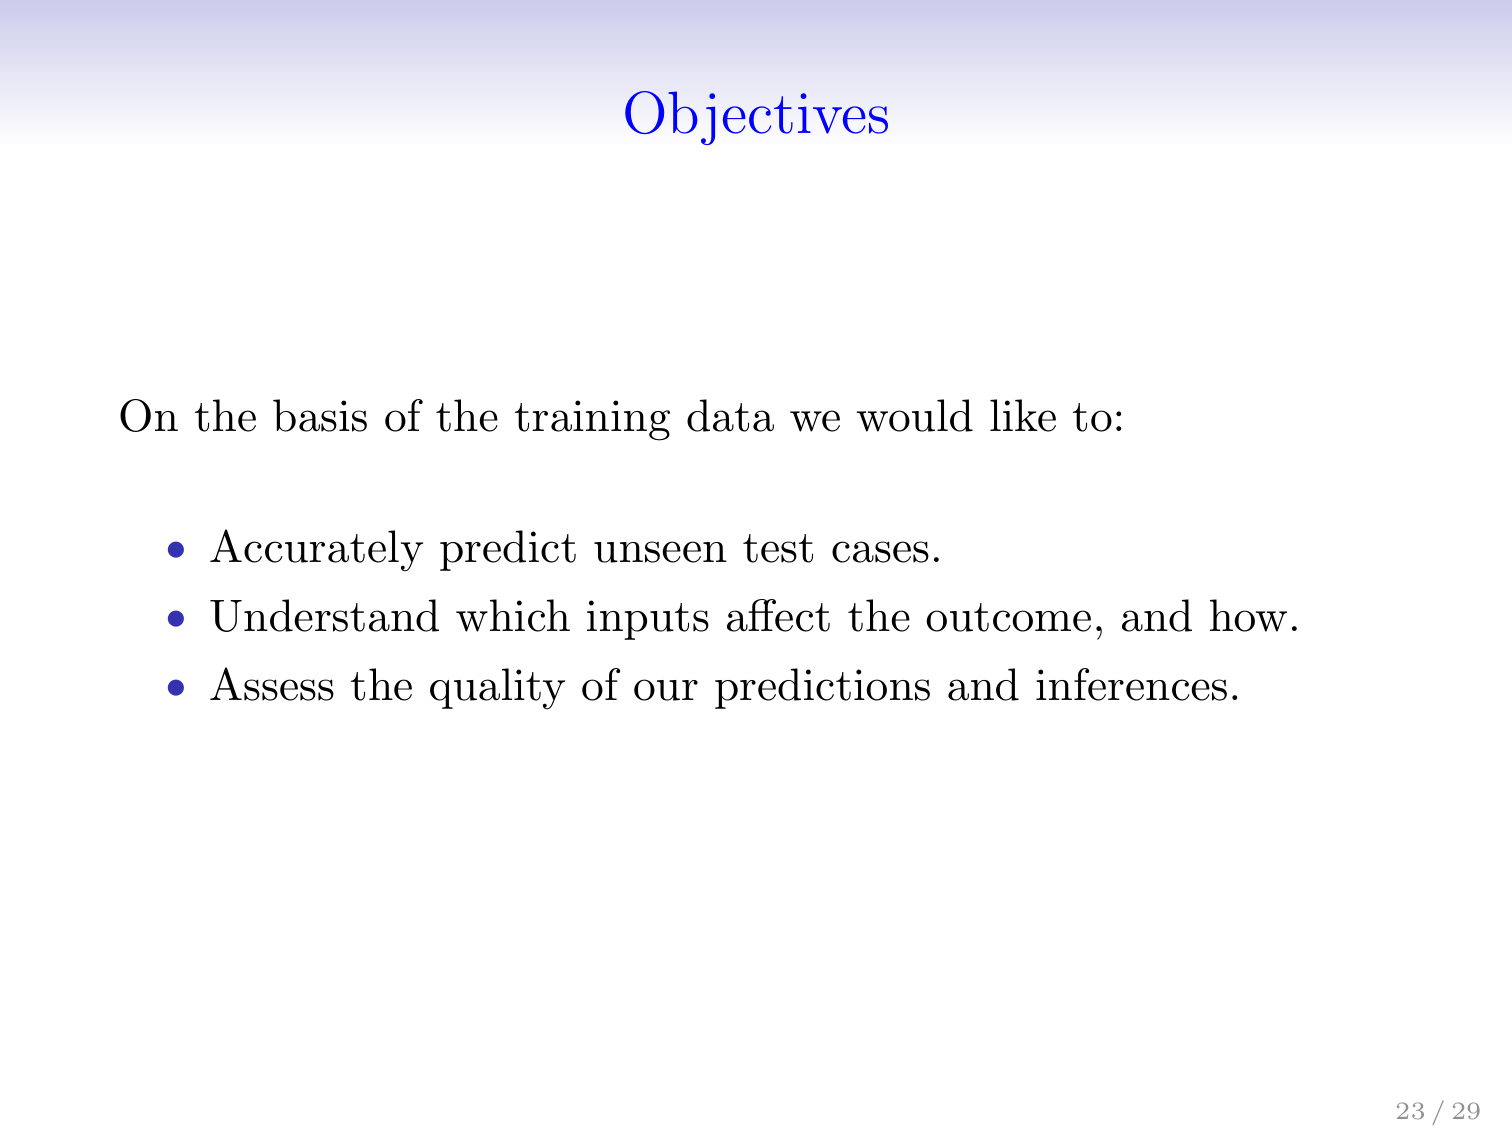 Objectives
On the basis of the training data we would like to:
• Accurately predict unseen test cases.
• Understand which inputs affect the outcome, and how.
• Assess the quality of our predictions and inferences.
23 / 29